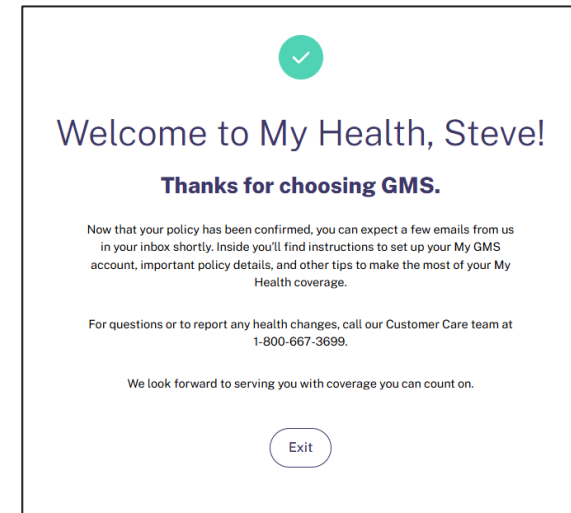 Welcome to My Health, Steve!
Thanks for choosing GMS.
Now that your policy has been confirmed, you can expect a few emails from us
in your inbox shortly. Inside you'll find instructions to set up your My GMS
account, important policy details, and other tips to make the most of your My
Health coverage.
For questions or to report any health changes, call our Customer Care team at
1-800-667-3699.
We look forward to serving you with coverage you can count on.
Exit